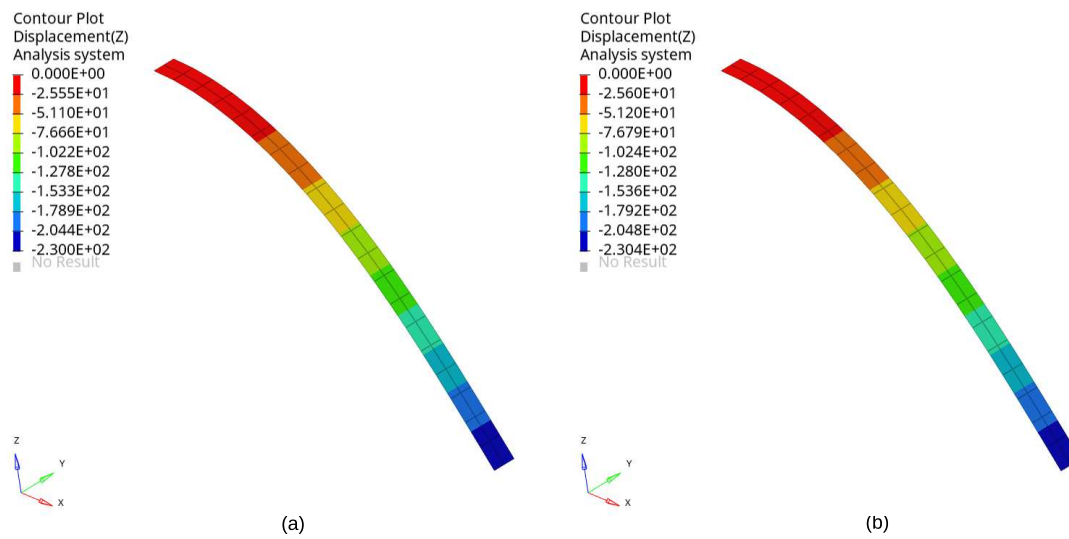 Contour Plot
Displacement(Z)
Analysis system
0.000E+00
-2.555E+01
-5.110E+01
-7.666E+01
-1.022E+02
-1.278E+02
-1.533E+02
-1.789E+02
-2.044E+02
-2.300E+02
No Result
Z
Y
X
(a)
Contour Plot
Displacement(Z)
Analysis system
0.000E+00
-2.560E+01
-5.120E+01
-7.679E+01
-1.024E+02
-1.280E+02
-1.536E+02
-1.792E+02
-2.048E+02
-2.304E+02
No Result
Z
Y
X
(b)